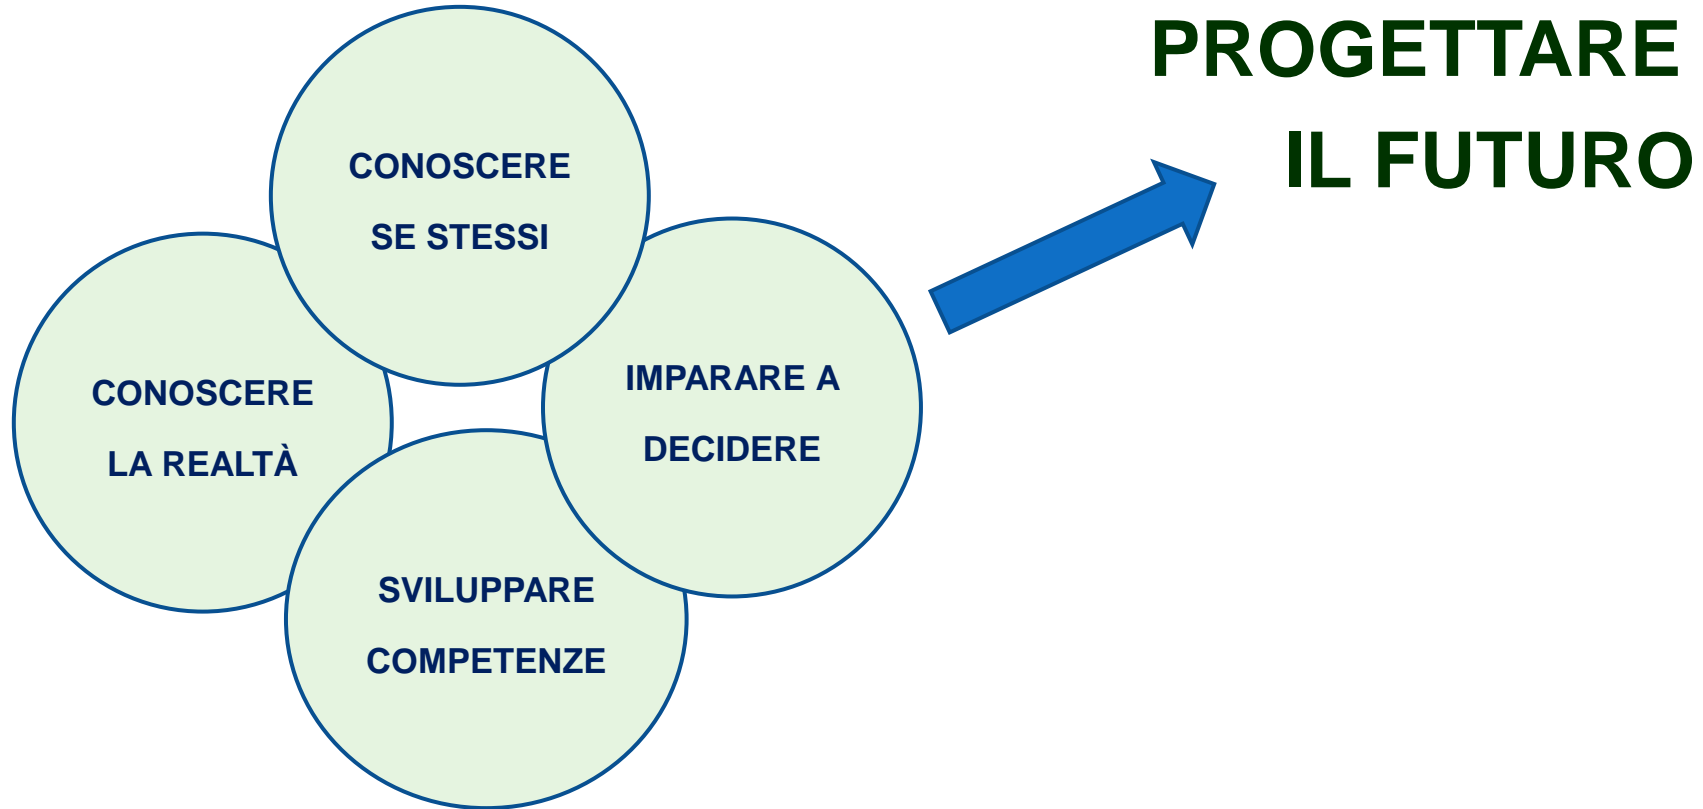 PROGETTARE
IL FUTURO
CONOSCERE
SE STESSI
CONOSCERE
LA REALTÀ
IMPARARE A
DECIDERE
SVILUPPARE
COMPETENZE